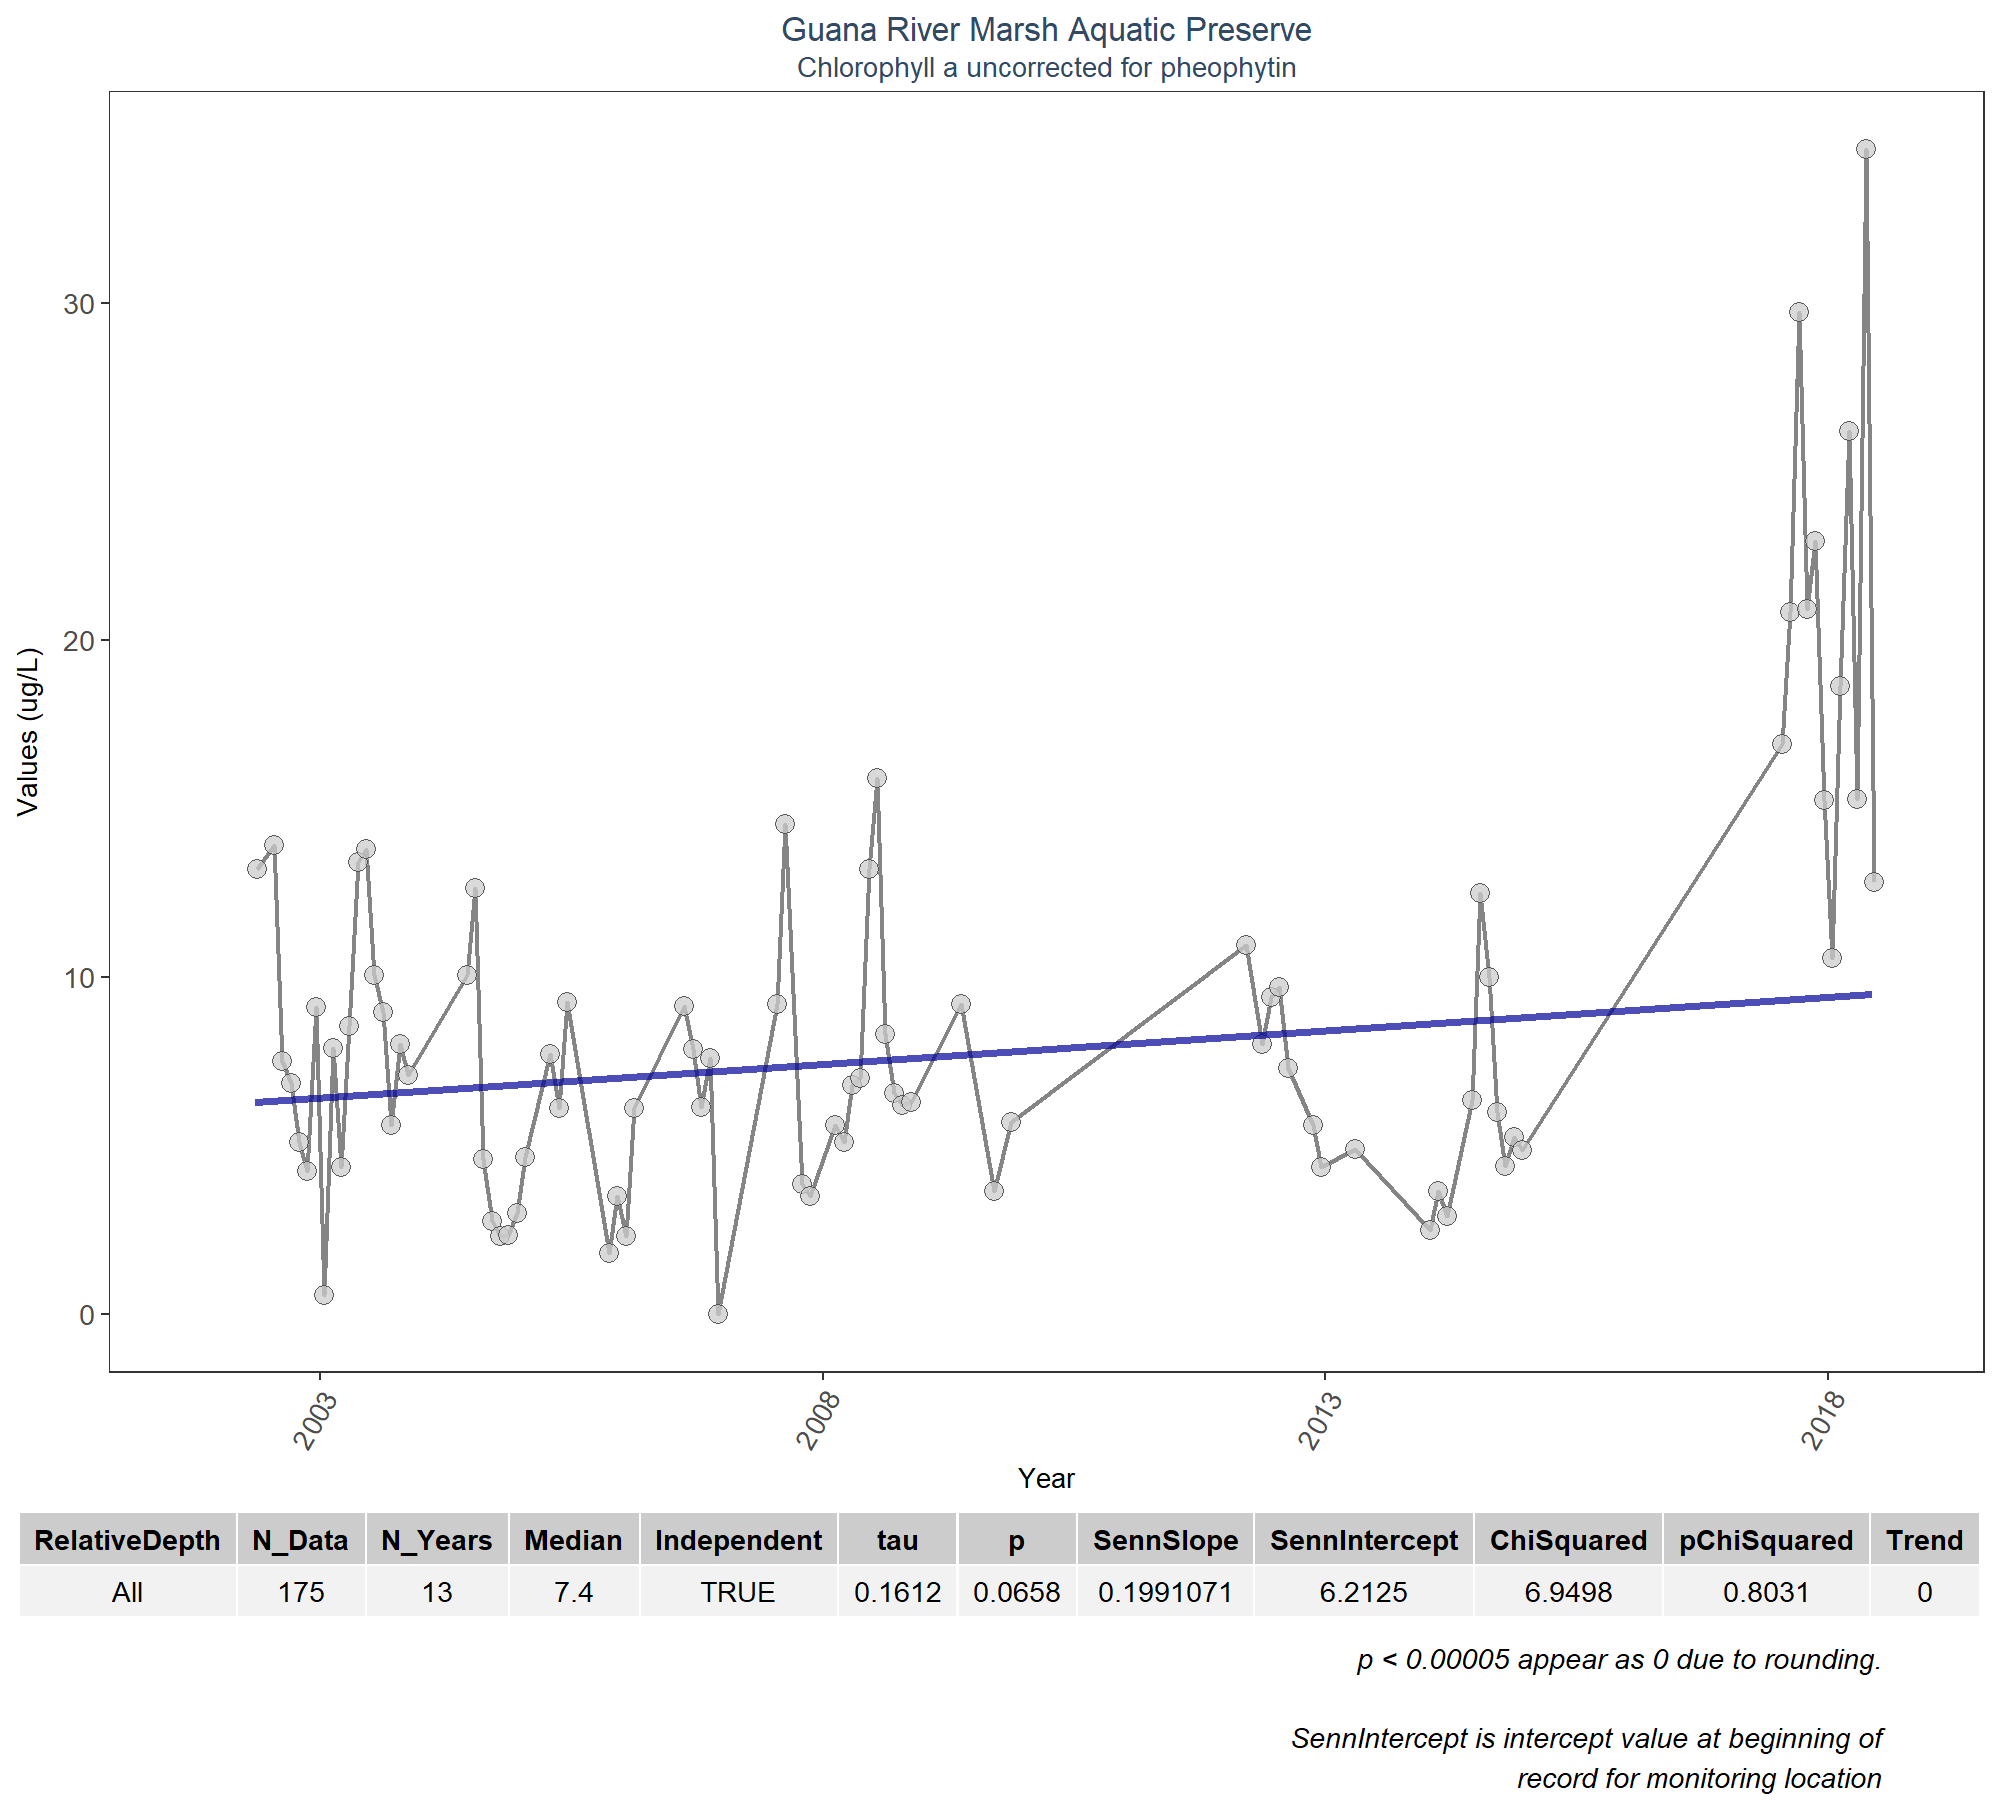 Guana River Marsh Aquatic Preserve
Chlorophyll a uncorrected for pheophytin
Values (ug/L)
30
20
10
0
2003 2008 2013 2018
Year
RelativeDepth N_Data N_Years Median Independent tau p SennSlope SennIntercept ChiSquared pChiSquared Trend
All 175 13 7.4 TRUE 0.1612 0.0658 0.1991071 6.2125 6.9498 0.8031 0
p < 0.00005 appear as 0 due to rounding.
SennIntercept is intercept value at beginning of
record for monitoring location